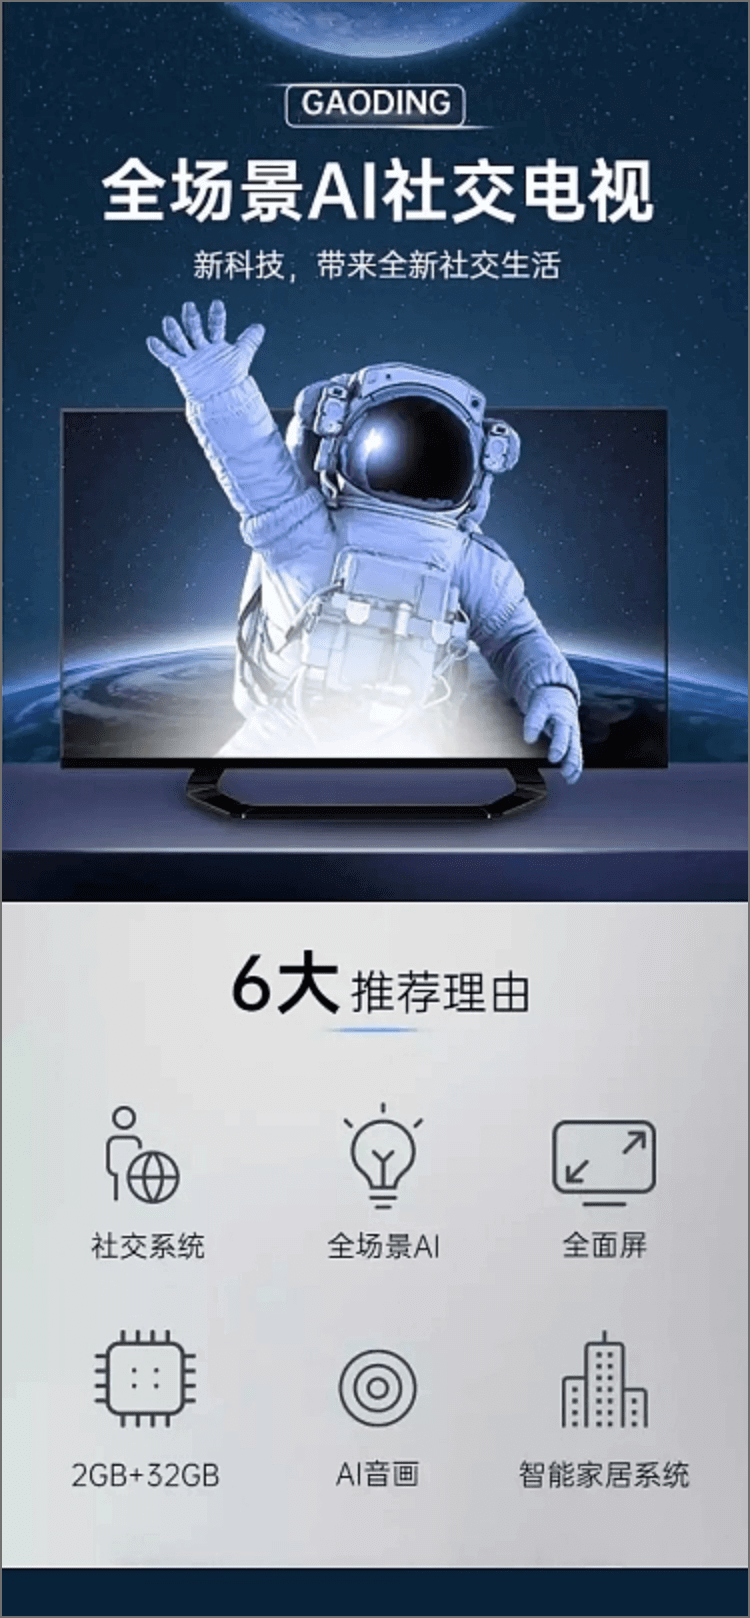 GAODING
全场景AI社交电视
新科技，带来全新社交生活
6大推荐理由
社交系统
全场景AI
全面屏
2GB+32GB
AI音画
智能家居系统